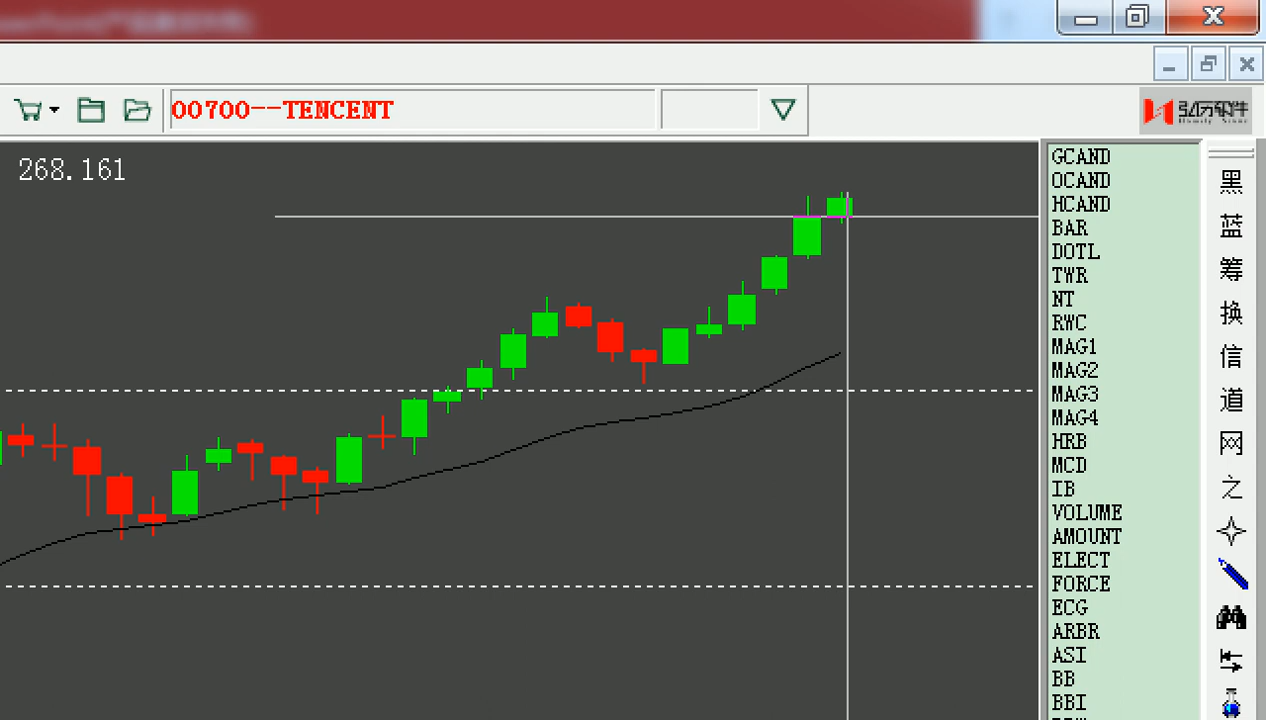 00700--TENCENT
弘历软件
268.161
GCAND
OCAND
HCAND
BAR
DOTL
TWR
NT
RWC
MAG1
MAG2
MAG3
MAG4
HRB
MCD
IB
VOLUME
AMOUNT
ELECT
FORCE
ECG
ARBR
ASI
BB
BBI
黑
蓝
筹
换
信
道
网
之